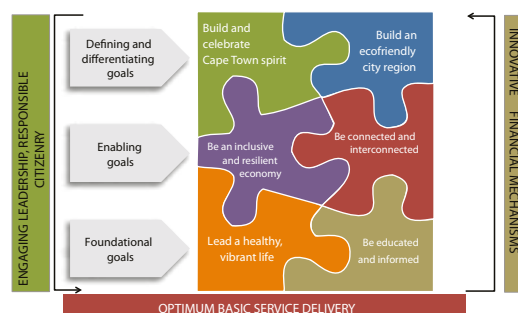 ENGAGING LEADERSHIP, RESPONSIBLE
CITIZENRY
Defining and
differentiating
goals
Enabling
goals
Foundational
goals
Build and
celebrate
Cape Town spirit
Build an
ecofriendly
city region
Be an inclusive
and resilient
economy
Be connected and
interconnected
Lead a healthy,
vibrant life
Be educated
and informed
INNOVATIVE FINANCIAL MECHANISMS
OPTIMUM BASIC SERVICE DELIVERY